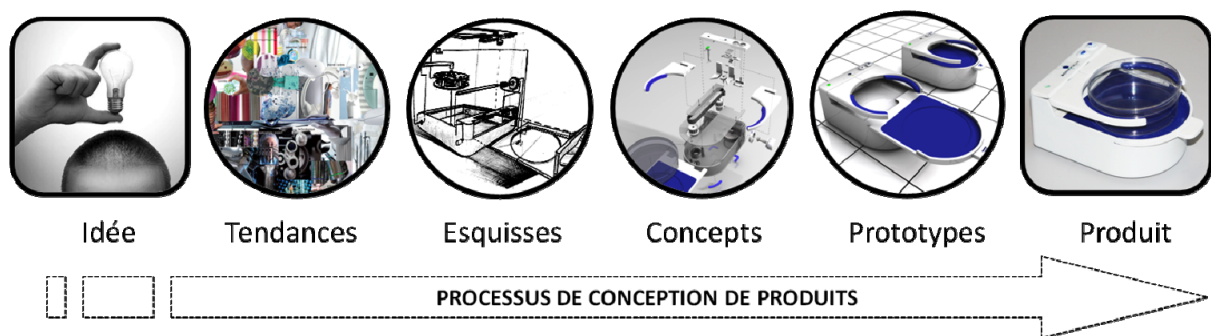 Idée
Tendances
Esquisses
Concepts
Prototypes
Produit
PROCESSUS DE CONCEPTION DE PRODUITS